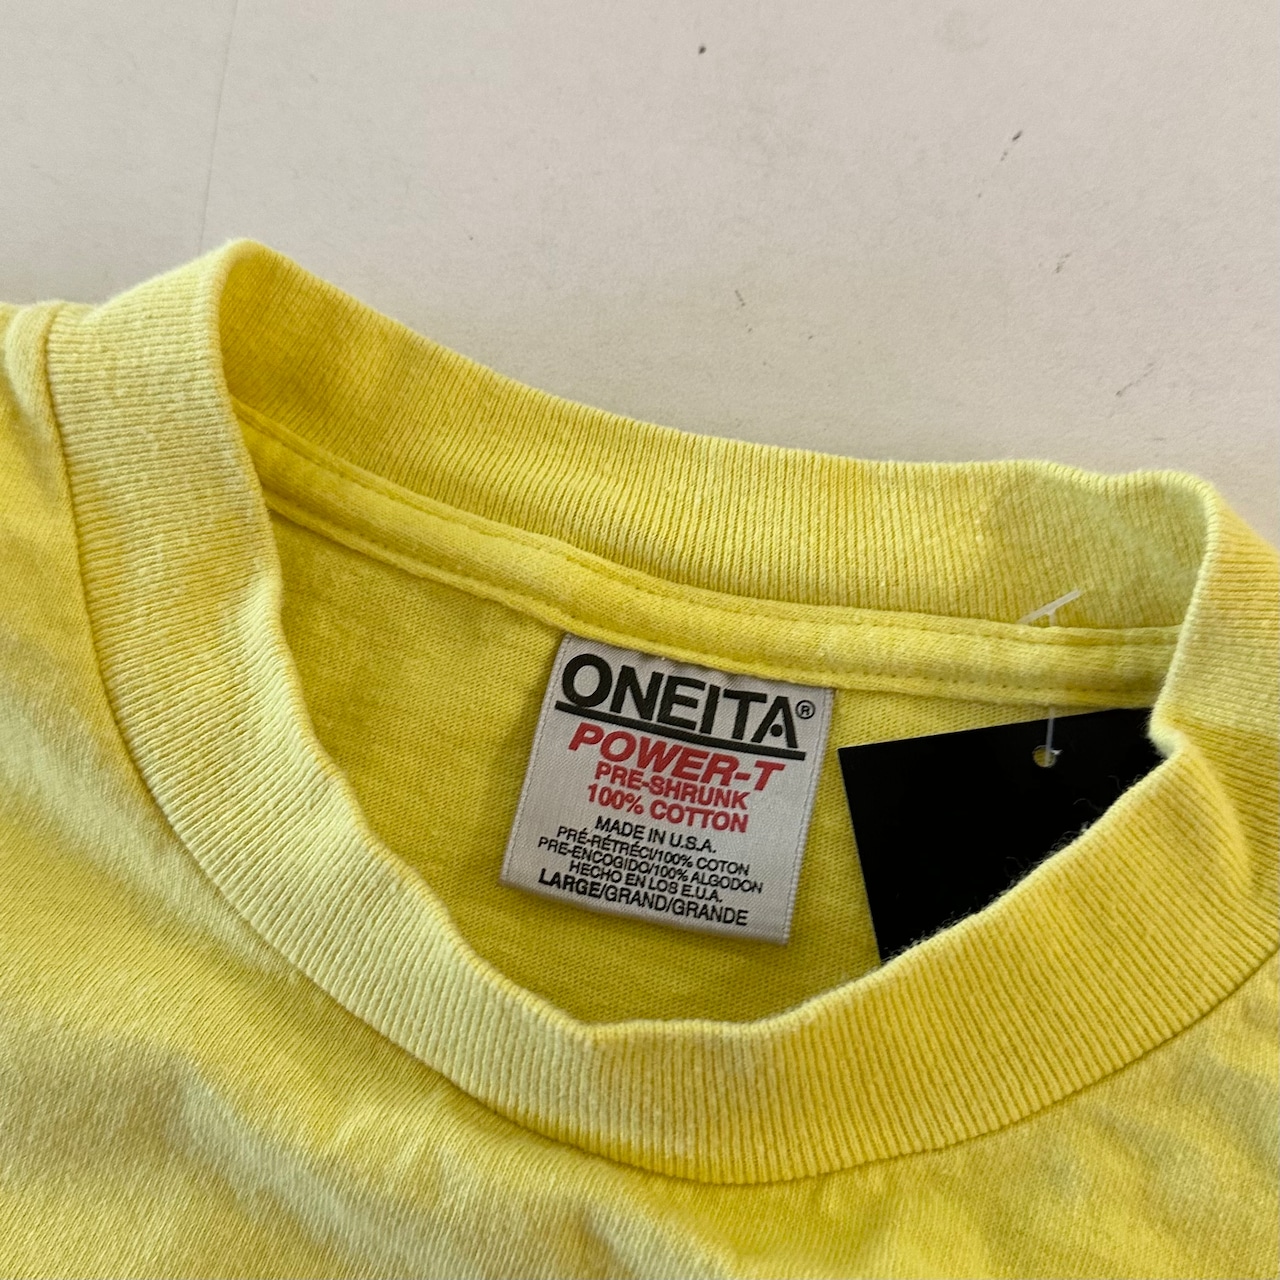 ONEITA®
POWER-T
PRE-SHRUNK
100% COTTON
MADE IN U.S.A.
PRÉ-RÉTRÉCI/100% COTON
PRE-ENCOGIDO/100% ALGODON
HECHO EN LOS E.U.A.
LARGE/GRAND/GRANDE